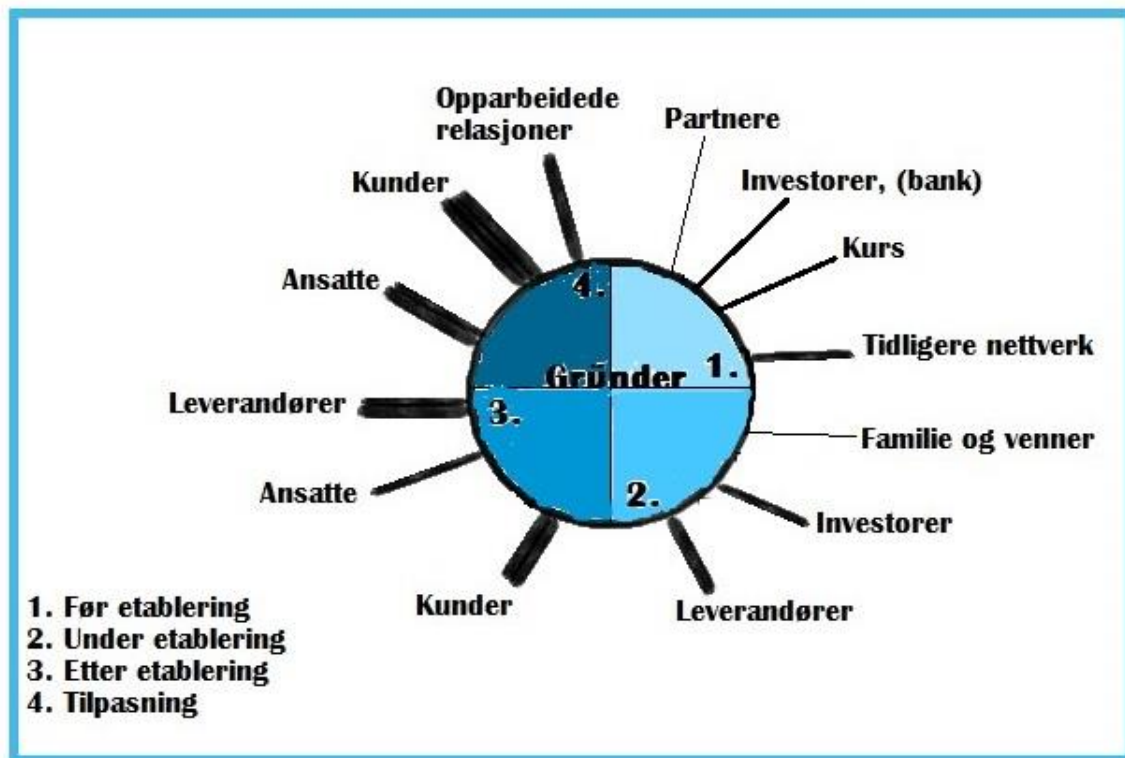 Opparbeidede
relasjoner
Partnere
Kunder
Investorer, (bank)
Kurs
Ansatte
4.
Tidligere nettverk
1.
Gründer
Leverandører
3.
Familie og venner
Ansatte
2.
Investorer
Kunder
Leverandører
1. Før etablering
2. Under etablering
3. Etter etablering
4. Tilpasning